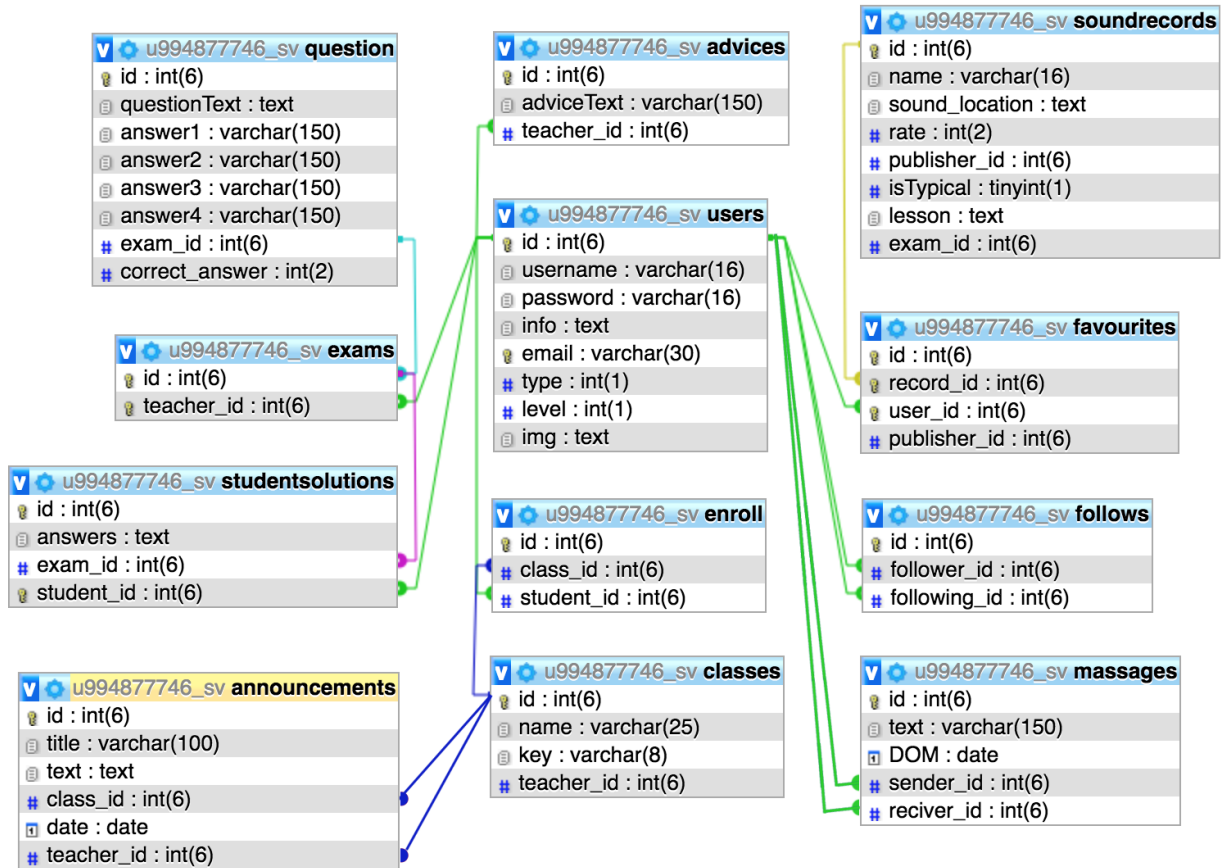 u994877746_sv question
id : int(6)
questionText : text
answer1 : varchar(150)
answer2 : varchar(150)
answer3 : varchar(150)
answer4 : varchar(150)
exam_id : int(6)
correct_answer : int(2)
u994877746_sv exams
id : int(6)
teacher_id : int(6)
u994877746_sv studentsolutions
id : int(6)
answers : text
exam_id : int(6)
student_id : int(6)
u994877746_sv announcements
id : int(6)
title : varchar(100)
text : text
class_id : int(6)
date : date
teacher_id : int(6)
u994877746_sv advices
id : int(6)
adviceText : varchar(150)
teacher_id : int(6)
u994877746_sv users
id : int(6)
username : varchar(16)
password : varchar(16)
info : text
email : varchar(30)
type : int(1)
level : int(1)
img : text
u994877746_sv enroll
id : int(6)
class_id : int(6)
student_id : int(6)
u994877746_sv classes
id : int(6)
name : varchar(25)
key : varchar(8)
teacher_id : int(6)
u994877746_sv soundrecords
id : int(6)
name : varchar(16)
sound_location : text
rate : int(2)
publisher_id : int(6)
isTypical : tinyint(1)
lesson : text
exam_id : int(6)
u994877746_sv favourites
id : int(6)
record_id : int(6)
user_id : int(6)
publisher_id : int(6)
u994877746_sv follows
id : int(6)
follower_id : int(6)
following_id : int(6)
u994877746_sv massages
id : int(6)
text : varchar(150)
DOM : date
sender_id : int(6)
reciver_id : int(6)